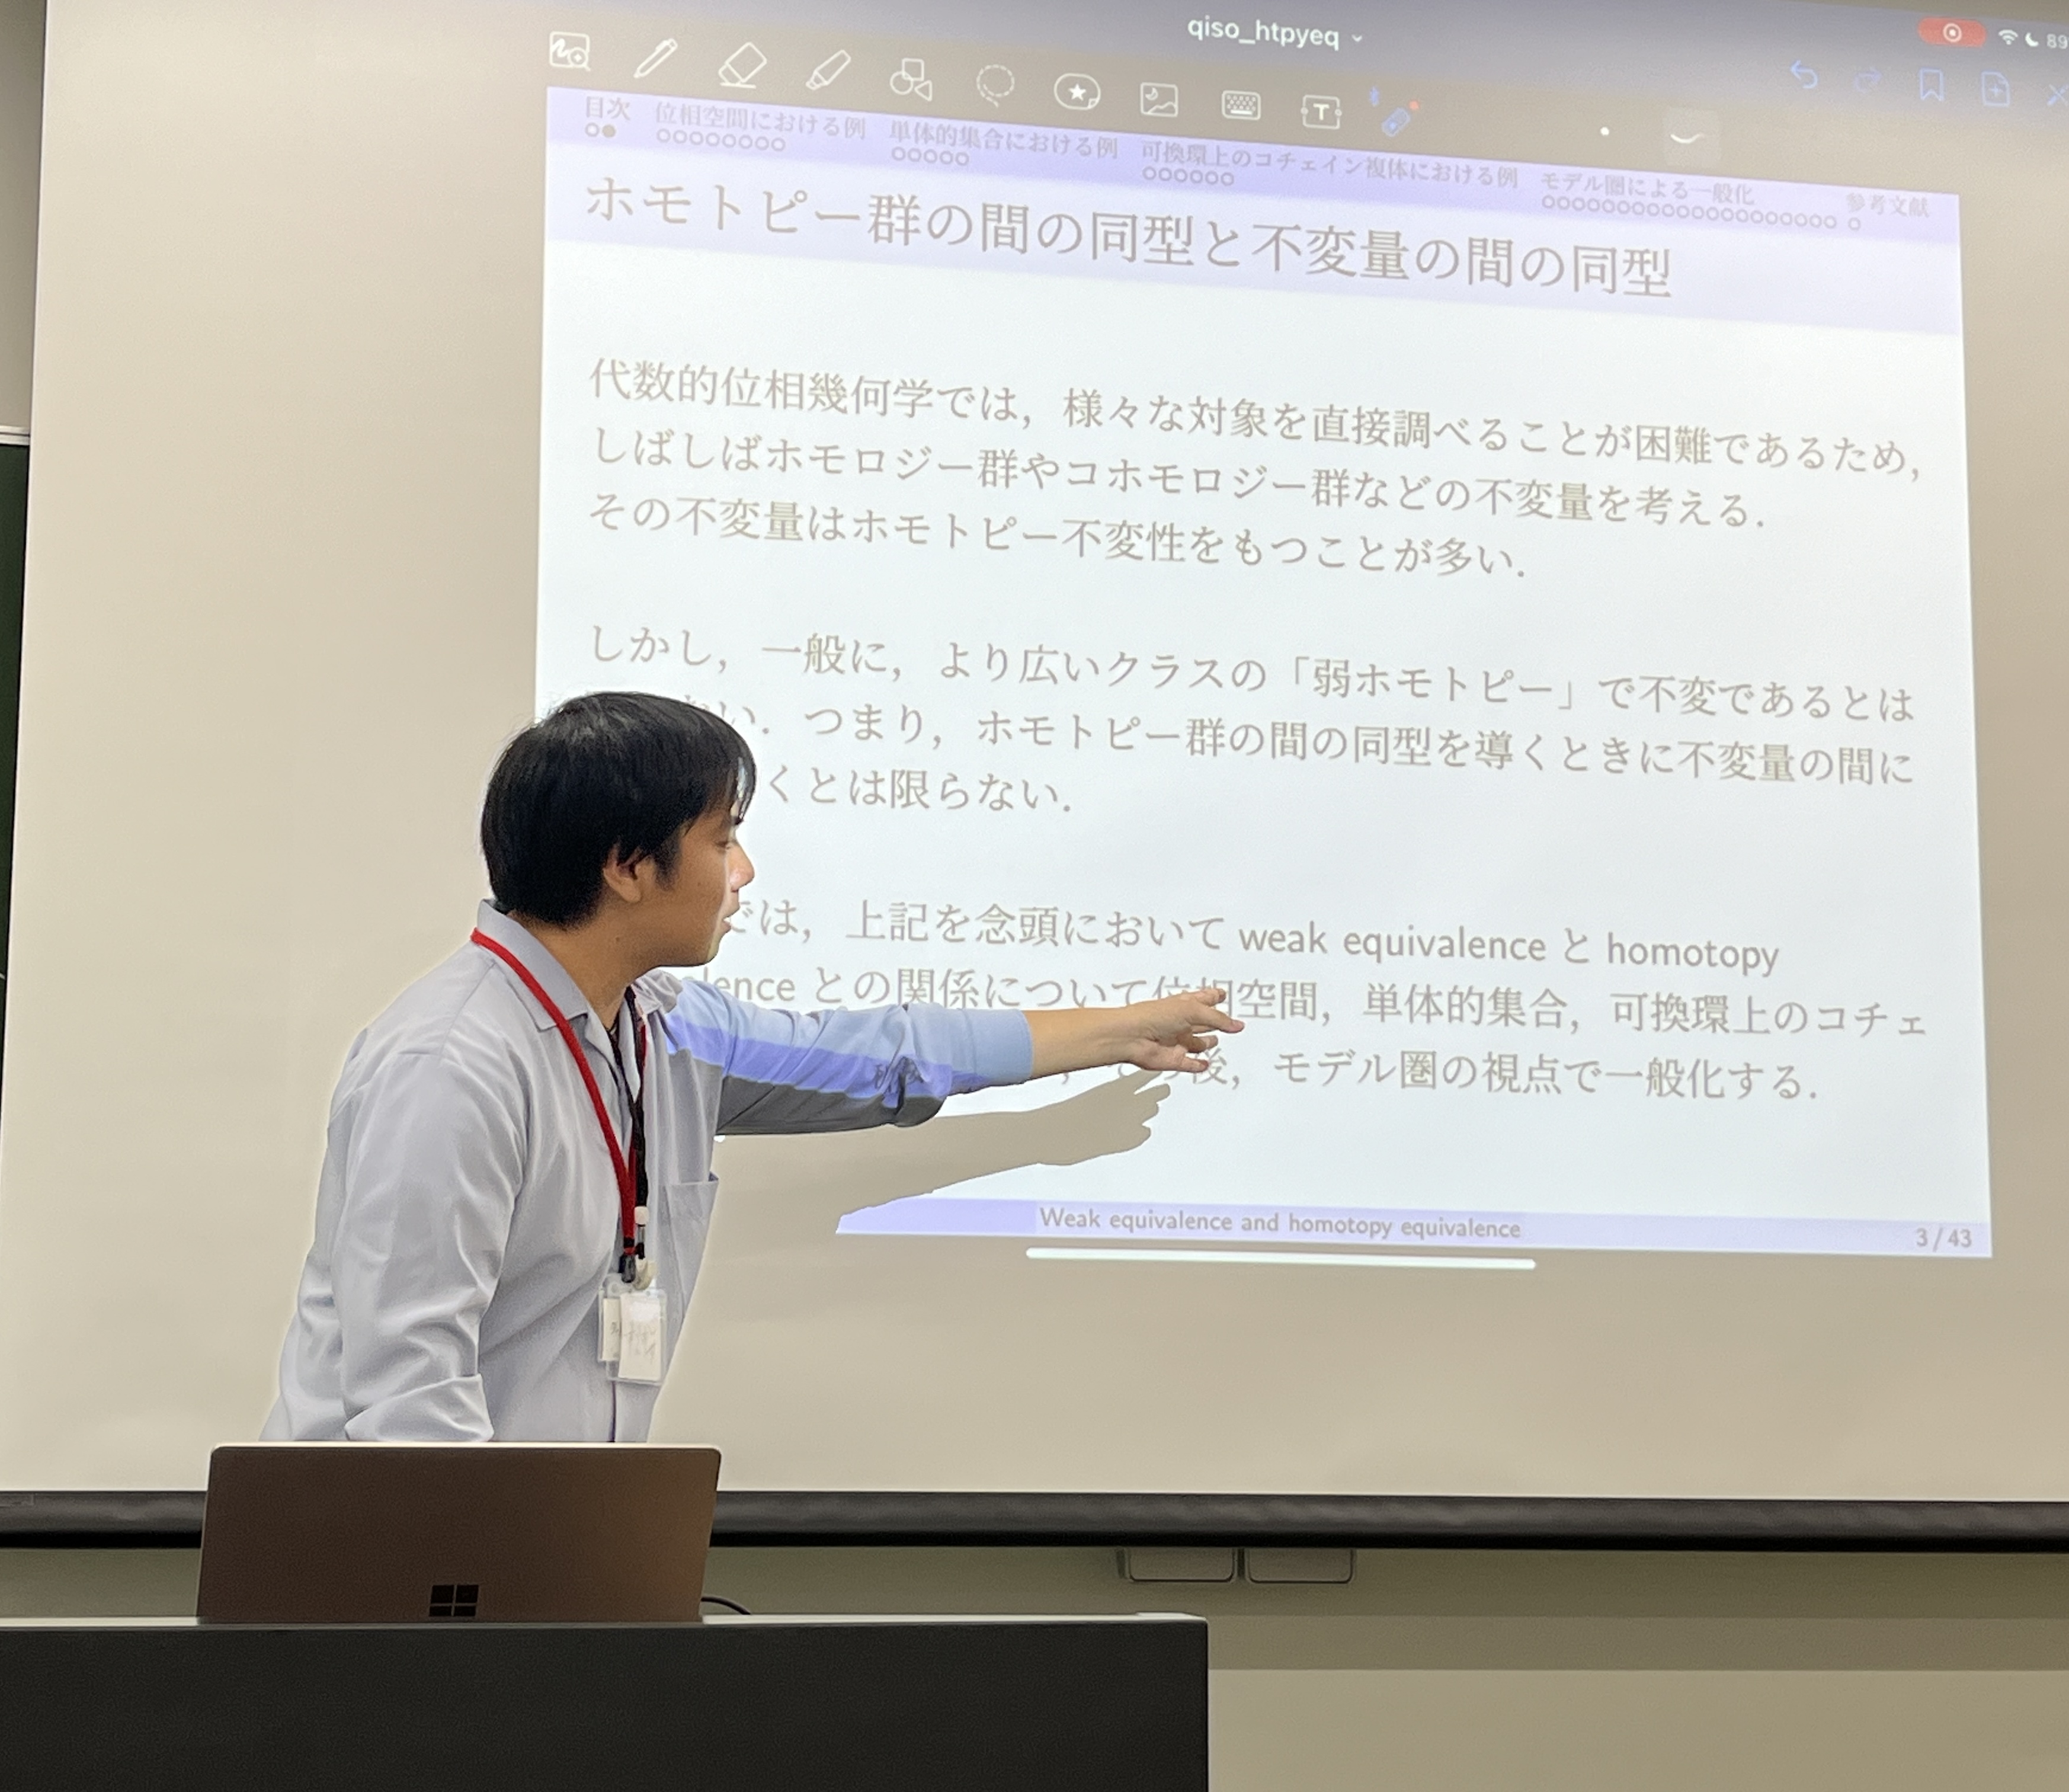 qiso_htpyeq
89
目次 位相空間における例 単体的集合における例 可換環上のコチェイン複体における例 モデル圏による一般化 参考文献
ホモトピー群の間の同型と不変量の間の同型
代数的位相幾何学では，様々な対象を直接調べることが困難であるため，
しばしばホモロジー群やコホモロジー群などの不変量を考える．
その不変量はホモトピー不変性をもつことが多い．
しかし，一般に，より広いクラスの「弱ホモトピー」で不変であるとは
い．つまり，ホモトピー群の間の同型を導くときに不変量の間に
くとは限らない．
では，上記を念頭において weak equivalence と homotopy
lence との関係について位相空間，単体的集合，可換環上のコチェ
後，モデル圏の視点で一般化する．
Weak equivalence and homotopy equivalence
3 / 43